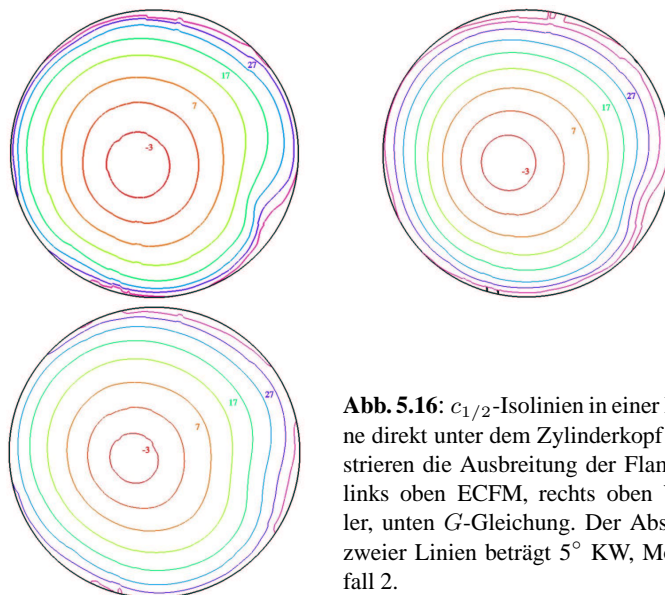 27
17
7
-3
27
17
7
-3
27
17
7
-3
Abb. 5.16: c1/2-Isolinien in einer
ne direkt unter dem Zylinderkopf
strieren die Ausbreitung der Flam
links oben ECFM, rechts oben
ler, unten G-Gleichung. Der Abs
zweier Linien beträgt 5° KW, Mo
fall 2.